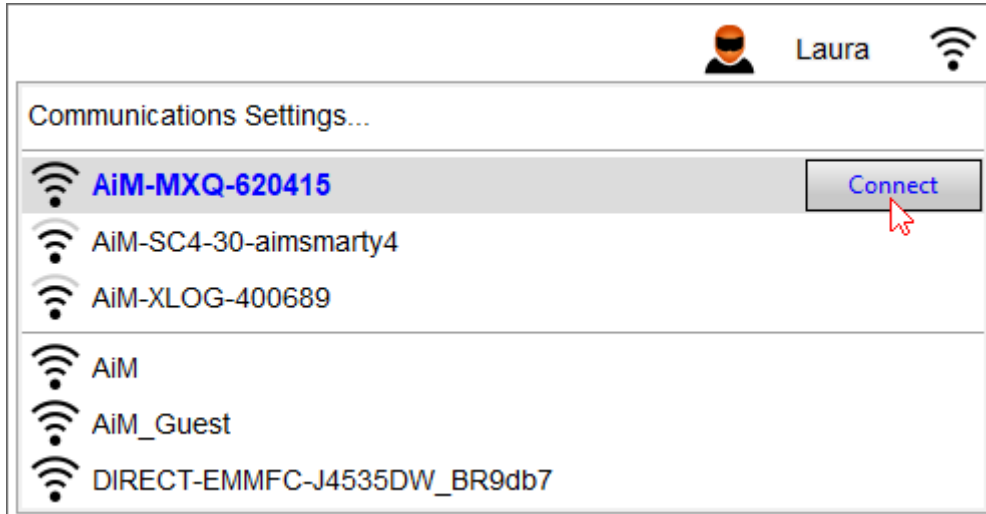 Laura
Communications Settings...
AiM-MXQ-620415 Connect
AiM-SC4-30-aimsmarty4
AiM-XLOG-400689
AiM
AiM_Guest
DIRECT-EMMFC-J4535DW_BR9db7